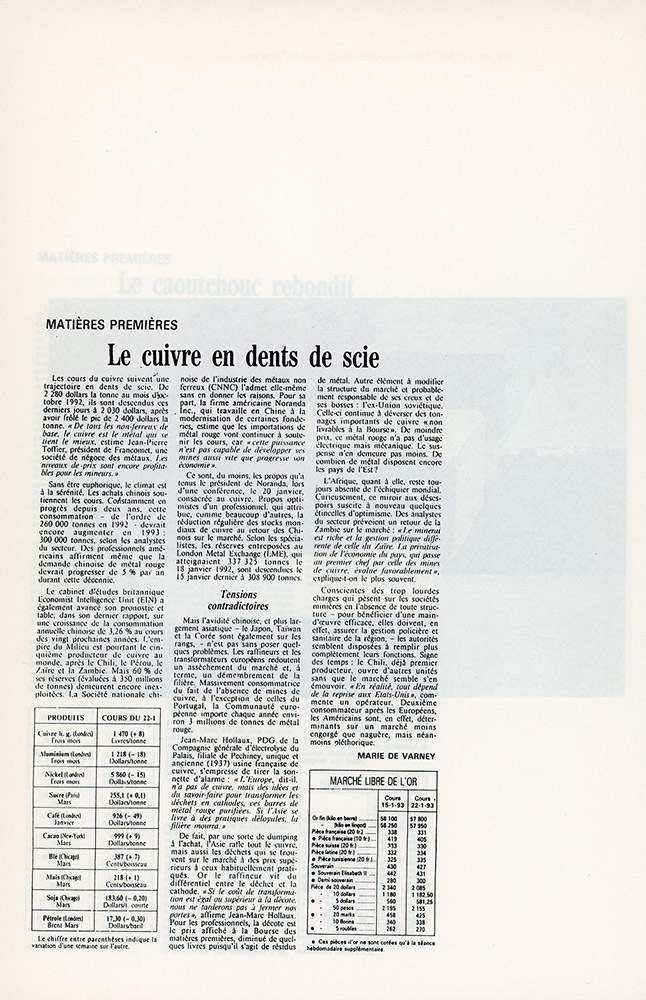 MATIÈRES PREMIÈRES
Le caoutchouc rebondit
MATIÈRES PREMIÈRES
Le cuivre en dents de scie
Les cours du cuivre suivent une
trajectoire en dents de scie. De
2 280 dollars la tonne au mois d'oc-
tobre 1992, ils sont descendus ces
derniers jours à 2 030 dollars, après
avoir frôlé le pic de 2 400 dollars la
tonne. « De tous les non-ferreux de
base, le cuivre est le métal qui se
tient le mieux, estime Jean-Pierre
Toffier, président de Francomet, une
société de négoce des métaux. Les
niveaux de prix sont encore profita-
bles pour les mineurs. »
Sans être euphorique, le climat est
à la sérénité. Les achats chinois sou-
tiennent les cours. Constamment en
progrès depuis deux ans, cette
consommation – de l'ordre de
260 000 tonnes en 1992 – devrait
encore augmenter en 1993 :
300 000 tonnes, selon les analystes
du secteur. Des professionnels amé-
ricains affirment même que la
demande chinoise de métal rouge
devrait progresser de 5 % par an
durant cette décennie.
Le cabinet d'études britannique
Economist Intelligence Unit (EIN) a
également avancé son pronostic et
table, dans son dernier rapport, sur
une croissance de la consommation
annuelle chinoise de 3,26 % au cours
des vingt prochaines années. L'em-
pire du Milieu est pourtant le cin-
quième producteur de cuivre au
monde, après le Chili, le Pérou, le
Zaïre et la Zambie. Mais 60 % de
ses réserves (évaluées à 350 millions
de tonnes) demeurent encore inex-
ploitées. La Société nationale chi-
PRODUITS COURS DU 22-1
Cuivre h. g. (Londres) 1 470 (+ 8)
Trois mois Livres/tonne
Aluminium (Londres) 1 218 (– 18)
Trois mois Dollars/tonne
Nickel (Londres) 5 860 (– 15)
Trois mois Dollars/tonne
Sucre (Paris) 255,1 (+ 0,1)
Mars Dollars/tonne
Café (Londres) 926 (– 49)
Janvier Dollars/tonne
Cacao (New-York) 999 (+ 9)
Mars Dollars/tonne
Blé (Chicago) 387 (+ 7)
Mars Cents/boisseau
Maïs (Chicago) 218 (+ 1)
Mars Cents/boisseau
Soja (Chicago) 183,60 (– 0,20)
Mars Dollars/t. courte
Pétrole (Londres) 17,30 (– 0,30)
Brent Mars Dollars/baril
Le chiffre entre parenthèses indique la
variation d'une semaine sur l'autre.
noise de l'industrie des métaux non
ferreux (CNNC) l'admet elle-même
sans en donner les raisons. Pour sa
part, la firme américaine Noranda
Inc., qui travaille en Chine à la
modernisation de certaines fonde-
ries, estime que les importations de
métal rouge vont continuer à soute-
nir les cours, car « cette puissance
n'est pas capable de développer ses
mines aussi vite que progresse son
économie ».
Ce sont, du moins, les propos qu'a
tenus le président de Noranda, lors
d'une conférence, le 20 janvier,
consacrée au cuivre. Propos opti-
mistes d'un professionnel, qui attri-
bue, comme beaucoup d'autres, la
réduction régulière des stocks mon-
diaux de cuivre au retour des Chi-
nois sur le marché. Selon les spécia-
listes, les réserves entreposées au
London Metal Exchange (LME), qui
atteignaient 337 325 tonnes le
18 janvier 1992, sont descendues le
15 janvier dernier à 308 900 tonnes.
Tensions
contradictoires
Mais l'avidité chinoise, et plus lar-
gement asiatique – le Japon, Taïwan
et la Corée sont également sur les
rangs, – n'est pas sans poser quel-
ques problèmes. Les raffineurs et les
transformateurs européens redoutent
un assèchement du marché et, à
terme, un démembrement de la
filière. Massivement consommatrice
du fait de l'absence de mines de
cuivre, à l'exception de celles du
Portugal, la Communauté euro-
péenne importe chaque année envi-
ron 3 millions de tonnes de métal
rouge.
Jean-Marc Hollaux, PDG de la
Compagnie générale d'électrolyse du
Palais, filiale de Pechiney, unique et
ancienne (1937) usine française de
cuivre, s'empresse de tirer la son-
nette d'alarme : « L'Europe, dit-il,
n'a pas de cuivre, mais des idées et
du savoir-faire pour transformer les
déchets en cathodes, ces barres de
métal rouge purifiées. Si l'Asie se
livre à des pratiques déloyales, la
filière mourra. »
De fait, par une sorte de dumping
à l'achat, l'Asie rafle tout le cuivre,
mais aussi les déchets qui se trou-
vent sur le marché à des prix supé-
rieurs à ceux habituellement prati-
qués. Or le raffineur vit du
différentiel entre le déchet et la
cathode. « Si le coût de transforma-
tion est égal ou supérieur à la décote,
nous ne tarderons pas à fermer nos
portes », affirme Jean-Marc Hollaux.
Pour les professionnels, la décote est
le prix affiché à la Bourse des
matières premières, diminué de quel-
ques livres puisqu'il s'agit de résidus
de métal. Autre élément à modifier
la structure du marché et probable-
ment responsable de ses creux et de
ses bosses : l'ex-Union soviétique.
Celle-ci continue à déverser des ton-
nages importants de cuivre « non
livrables à la Bourse ». De moindre
prix, ce métal rouge n'a pas d'usage
électrique mais mécanique. Le sus-
pense n'en demeure pas moins. De
combien de métal disposent encore
les pays de l'Est ?
L'Afrique, quant à elle, reste tou-
jours absente de l'échiquier mondial.
Curieusement, ce miroir aux déses-
poirs suscite à nouveau quelques
étincelles d'optimisme. Des analystes
du secteur prévoient un retour de la
Zambie sur le marché : « Le minerai
est riche et la gestion politique diffé-
rente de celle du Zaïre. La privatisa-
tion de l'économie du pays, qui passe
au premier chef par celle des mines
de cuivre, évolue favorablement »,
explique-t-on le plus souvent.
Conscientes des trop lourdes
charges qui pèsent sur les sociétés
minières en l'absence de toute struc-
ture – pour bénéficier d'une main-
d'œuvre efficace, elles doivent, en
effet, assurer la gestion policière et
sanitaire de la région, – les autorités
semblent disposées à remplir plus
complètement leurs fonctions. Signe
des temps : le Chili, déjà premier
producteur, ouvre d'autres unités
sans que le marché semble s'en
émouvoir. « En réalité, tout dépend
de la reprise aux Etats-Unis », com-
mente un opérateur. Deuxième
consommateur après les Européens,
les Américains sont, en effet, déter-
minants sur un marché moins
engorgé que naguère, mais néan-
moins pléthorique.
MARIE DE VARNEY
MARCHÉ LIBRE DE L'OR
Cours 15-1-93 Cours 22-1-93
Or fin (kilo en barre) 58 100 57 800
– (kilo en lingot) 58 250 57 950
Pièce française (20 fr.) 338 331
● Pièce française (10 fr.) 419 405
Pièce suisse (20 fr.) 333 330
Pièce latine (20 fr.) 332 334
● Pièce tunisienne (20 fr.) 325 335
Souverain 430 427
● Souverain Elisabeth II 442 431
● Demi-souverain 280 300
Pièce de 20 dollars 2 340 2 085
– 10 dollars 1 180 1 182,50
● – 5 dollars 560 581,25
– 50 pesos 2 195 2 155
● – 20 marks 458 425
– 10 florins 340 338
● – 5 roubles 262 270
● Ces pièces d'or ne sont cotées qu'à la séance
hebdomadaire supplémentaire.